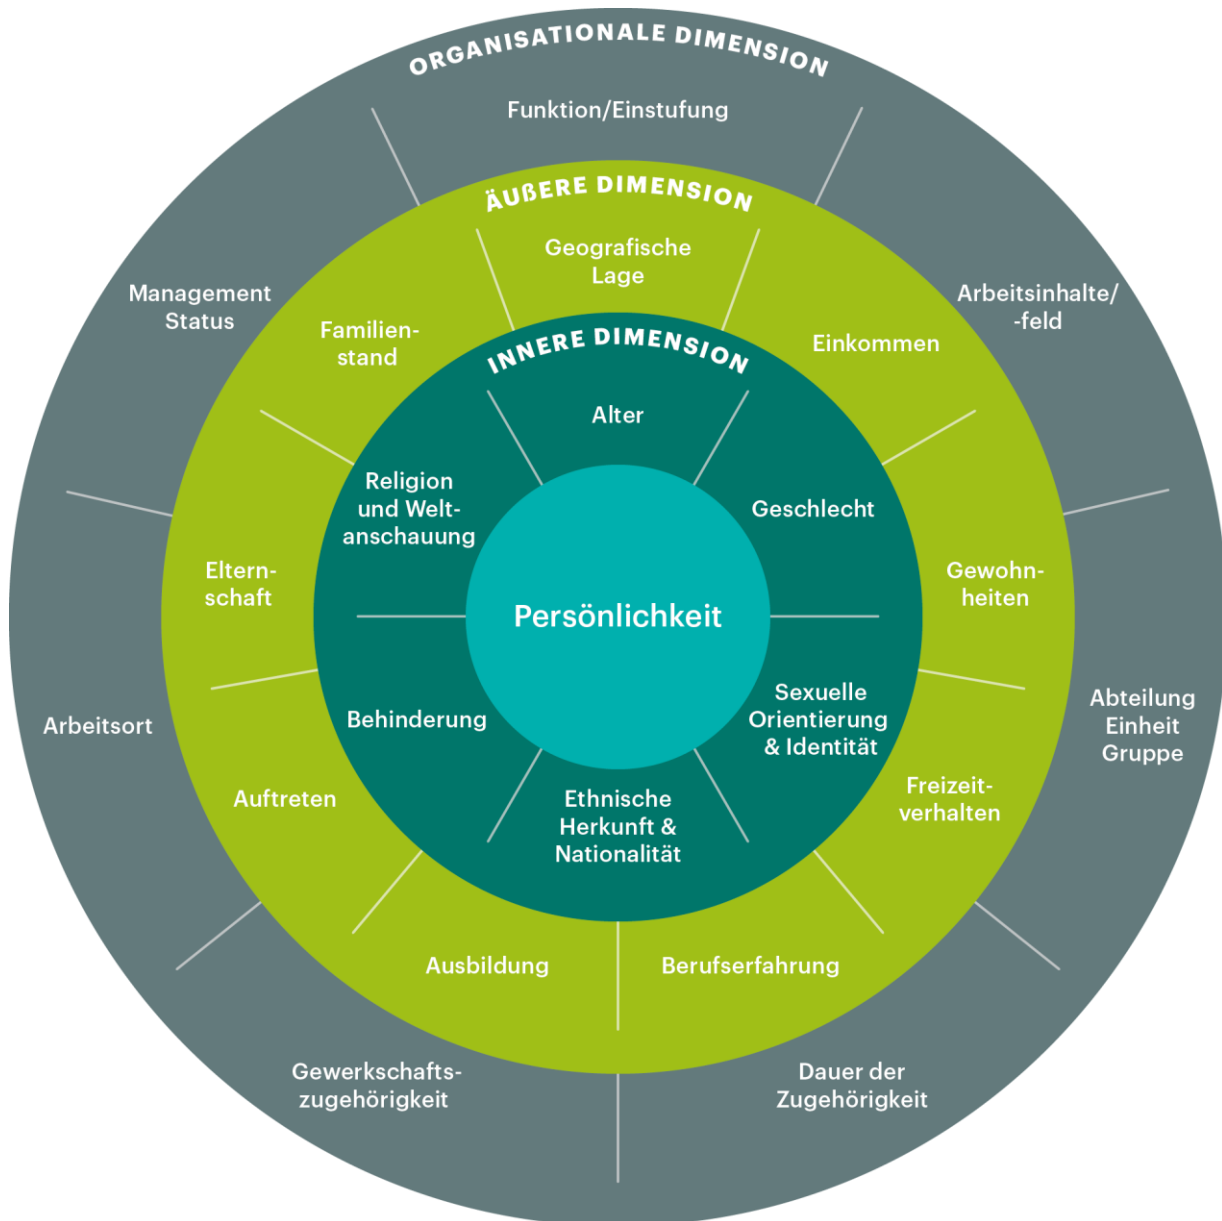 ORGANISATIONALE DIMENSION
Funktion/Einstufung
Arbeitsinhalte/
-feld
Abteilung
Einheit
Gruppe
Dauer der
Zugehörigkeit
Gewerkschafts-
zugehörigkeit
Arbeitsort
Management
Status
ÄUßERE DIMENSION
Geografische
Lage
Einkommen
Gewohn-
heiten
Freizeit-
verhalten
Berufserfahrung
Ausbildung
Auftreten
Eltern-
schaft
Familien-
stand
INNERE DIMENSION
Alter
Geschlecht
Sexuelle
Orientierung
& Identität
Ethnische
Herkunft &
Nationalität
Behinderung
Religion
und Welt-
anschauung
Persönlichkeit